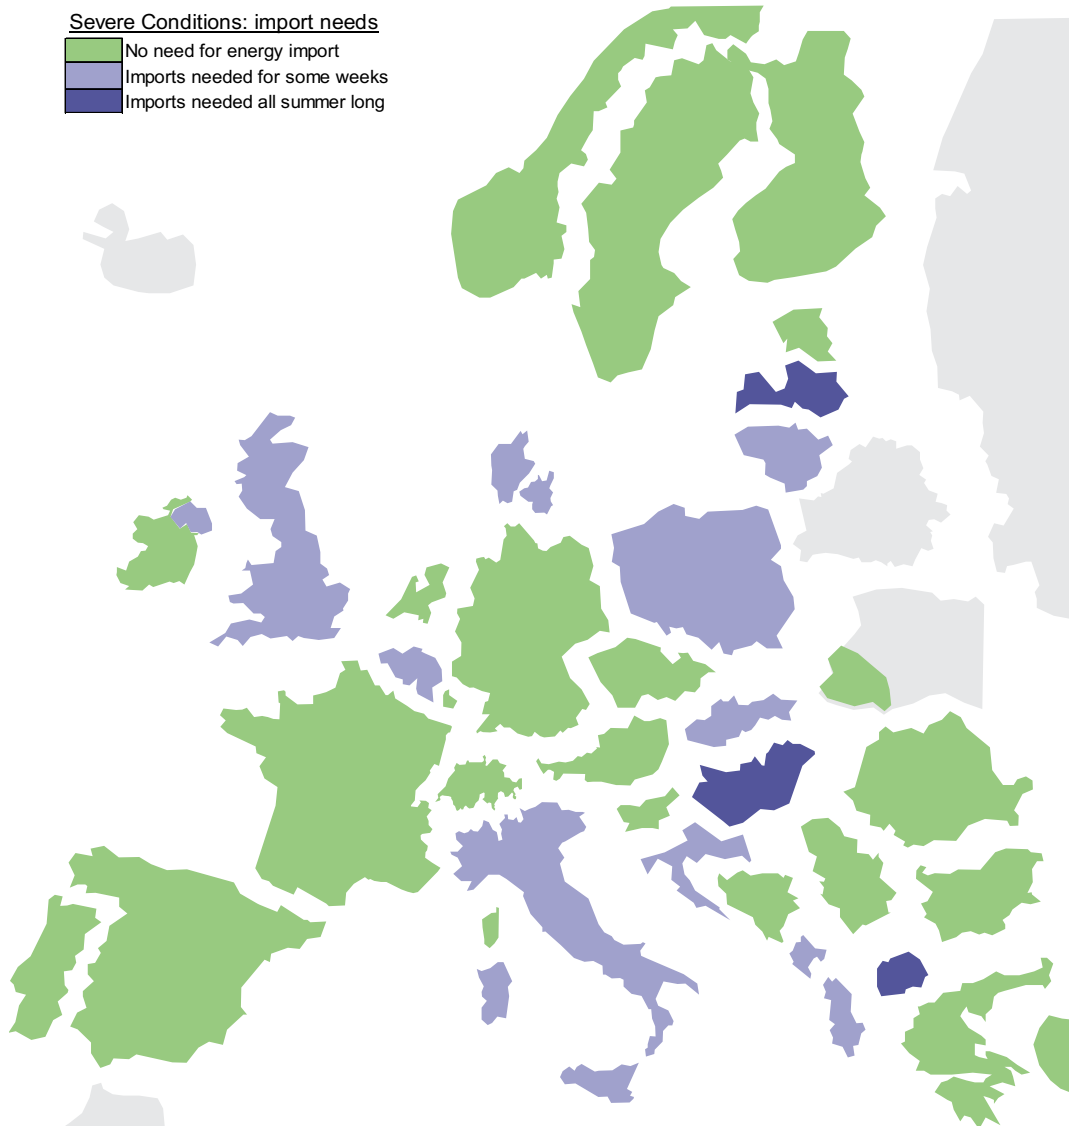 Severe Conditions: import needs
No need for energy import
Imports needed for some weeks
Imports needed all summer long